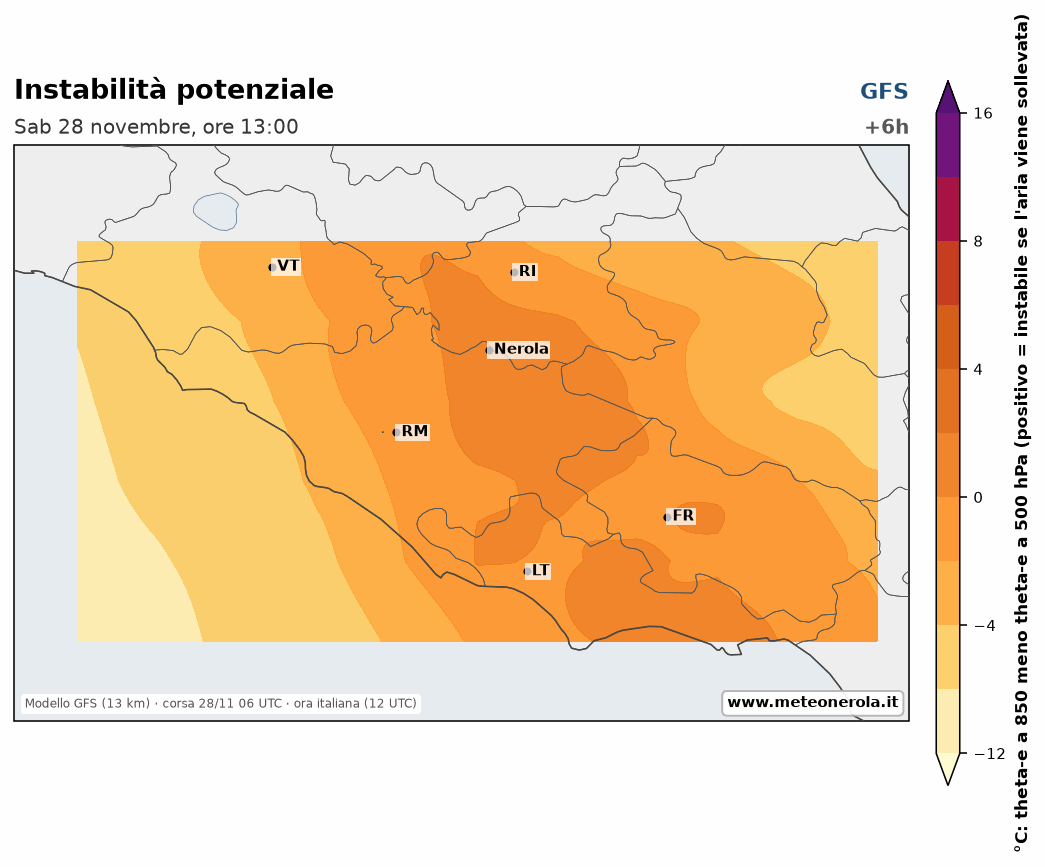 Instabilità potenziale
GFS
Sab 28 novembre, ore 13:00
+6h
VT
RI
Nerola
RM
FR
LT
Modello GFS (13 km) · corsa 28/11 06 UTC · ora italiana (12 UTC)
www.meteonerola.it
16
8
4
0
−4
−12
°C: theta-e a 850 meno theta-e a 500 hPa (positivo = instabile se l'aria viene sollevata)